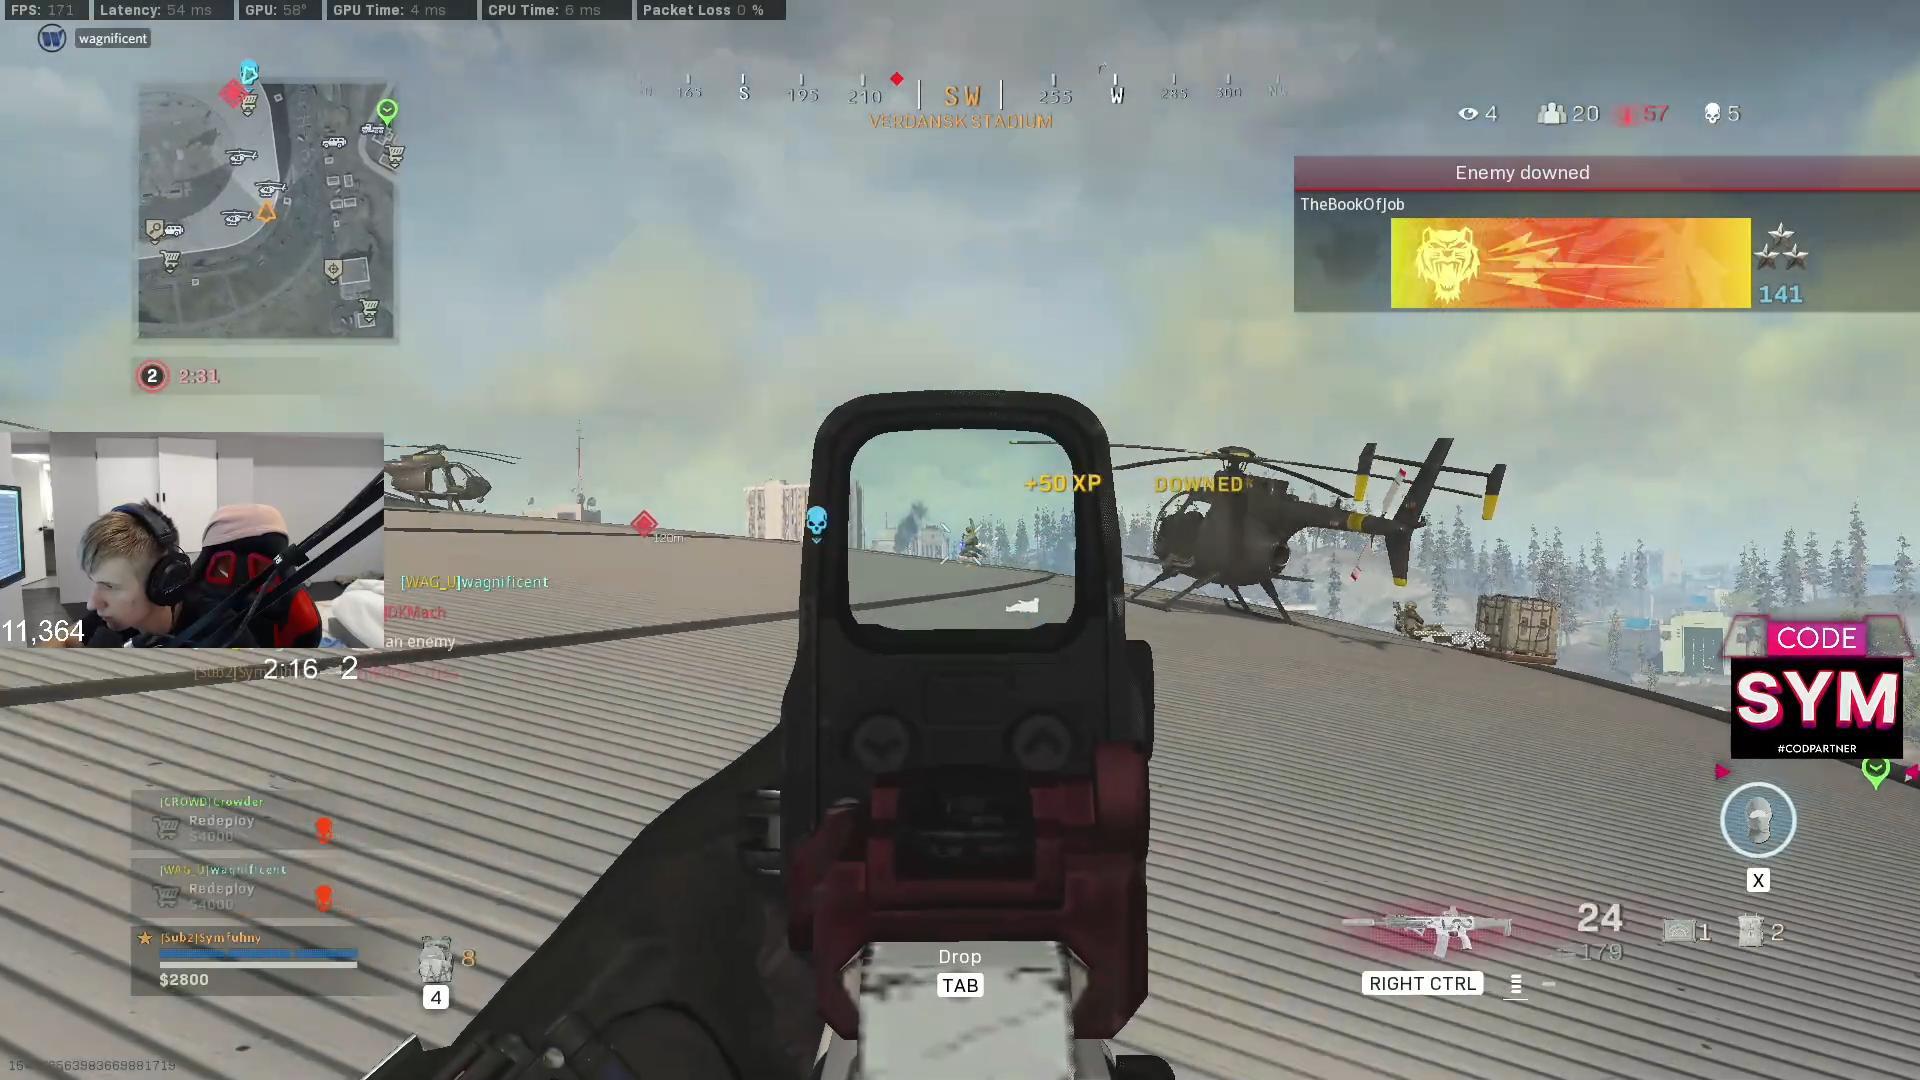 FPS: 171 Latency: 54 ms GPU: 58° GPU Time: 4 ms CPU Time: 6 ms Packet Loss 0 %
wagnificent
165 S 195 210 SW 255 W 285 300
VERDANSK STADIUM
4 20 57 5
Enemy downed
TheBookOfJob
141
2 2:31
+50 XP DOWNED
120m
[WAG_U]wagnificent
an enemy
11,364
2:16 2
CODE
SYM
#CODPARTNER
[CROWD]Crowder
Redeploy
$4000
[WAG_U]wagnificent
Redeploy
$4000
[Sub2]Symfuhny
$2800
8
4
Drop
TAB
X
24
179
1 2
RIGHT CTRL